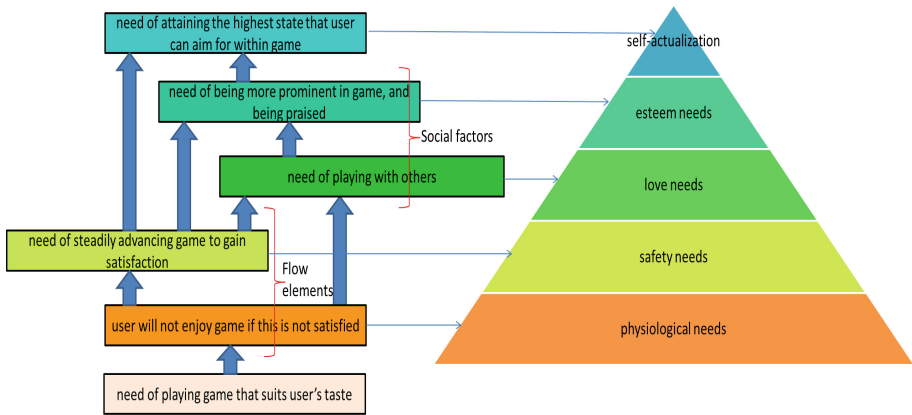 need of attaining the highest state that user
can aim for within game
self-actualization
need of being more prominent in game, and
being praised
esteem needs
Social factors
need of playing with others
love needs
need of steadily advancing game to gain
satisfaction
safety needs
Flow
elements
user will not enjoy game if this is not satisfied
physiological needs
need of playing game that suits user's taste